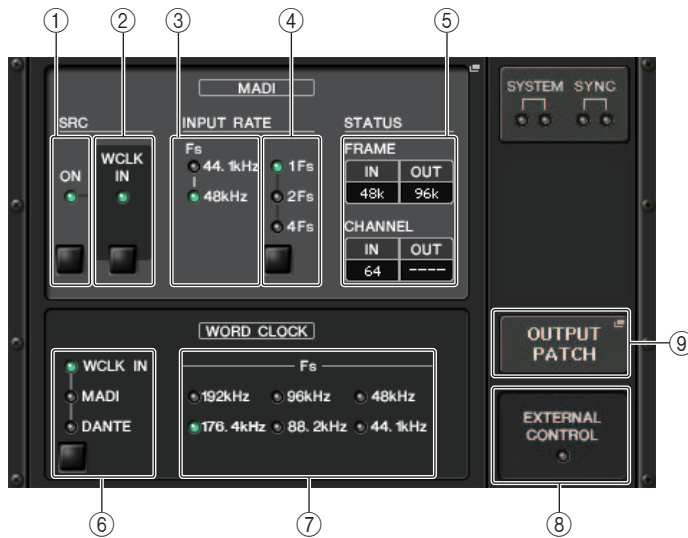 ① ② ③ ④ ⑤
MADI
SRC
INPUT RATE
STATUS
SYSTEM SYNC
ON
WCLK
IN
Fs
44.1kHz
48kHz
1Fs
2Fs
4Fs
FRAME
IN OUT
48k 96k
CHANNEL
IN OUT
64 ----
WORD CLOCK
WCLK IN
MADI
DANTE
Fs
192kHz 96kHz 48kHz
176.4kHz 88.2kHz 44.1kHz
OUTPUT
PATCH
⑨
EXTERNAL
CONTROL
⑥ ⑦ ⑧